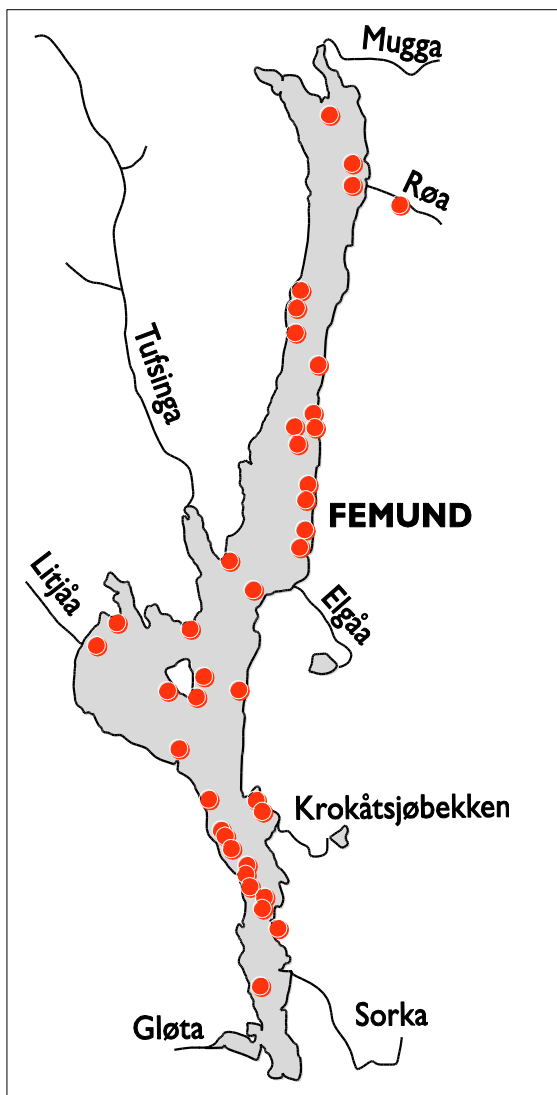 Mugga
Røa
Tufsinga
FEMUND
Litjåa
Elgåa
Krokåtsjøbekken
Sorka
Gløta